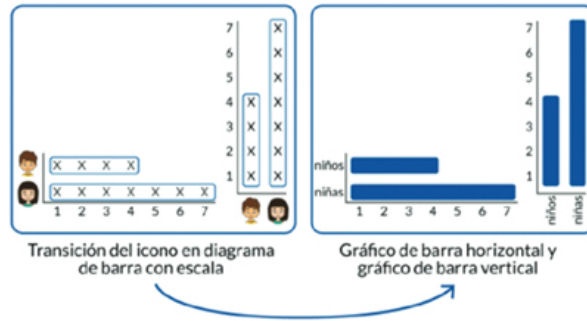 7
X
6
X
5
X
4
X
X
3
X
X
2
X
X
1
X
X
X X X X
X X X X X X X
1 2 3 4 5 6 7
Transición del icono en diagrama
de barra con escala
7
6
5
4
3
2
1
niños
niñas
1 2 3 4 5 6 7
niños
niñas
Gráfico de barra horizontal y
gráfico de barra vertical